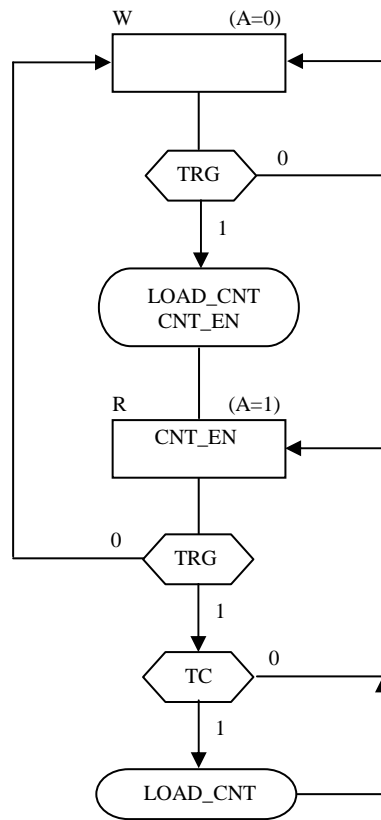 W (A=0)
TRG 0
1
LOAD_CNT
CNT_EN
R (A=1)
CNT_EN
0 TRG
1
TC 0
1
LOAD_CNT